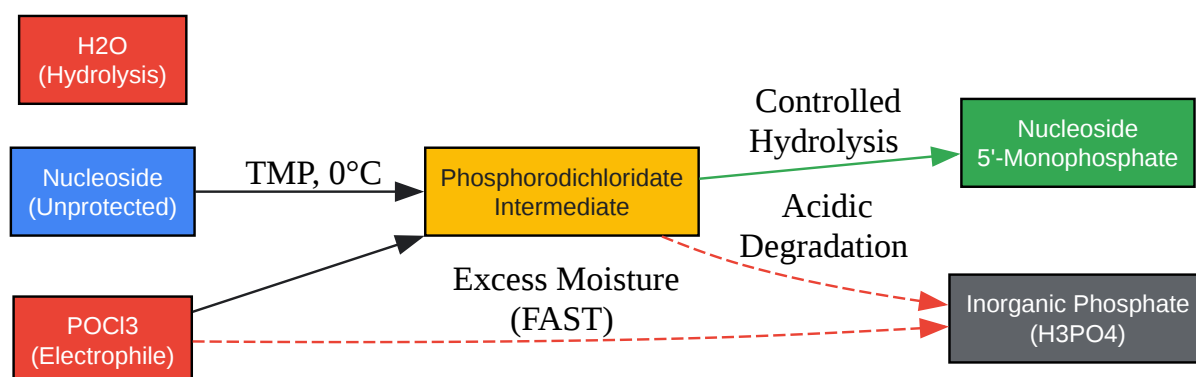 H2O
(Hydrolysis)
Nucleoside
(Unprotected)
TMP, 0°C
Phosphorodichloridate
Intermediate
Controlled
Hydrolysis
Nucleoside
5'-Monophosphate
Acidic
Degradation
POCl3
(Electrophile)
Excess Moisture
(FAST)
Inorganic Phosphate
(H3PO4)